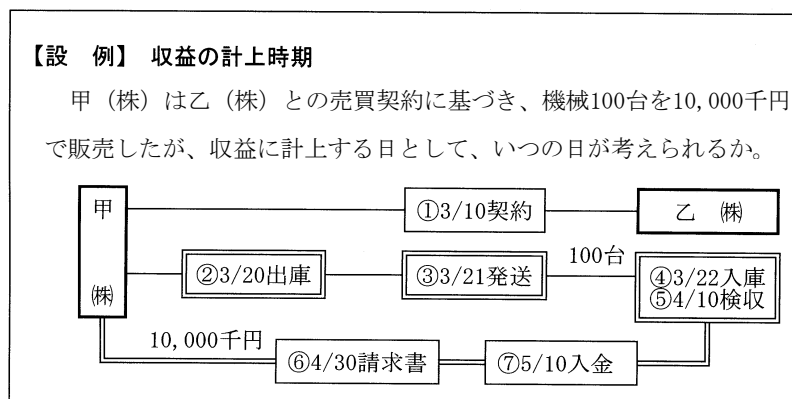 【設　例】 収益の計上時期
甲（株）は乙（株）との売買契約に基づき、機械100台を10,000千円
で販売したが、収益に計上する日として、いつの日が考えられるか。
甲
㈱
①3/10契約
乙　㈱
②3/20出庫
③3/21発送
100台
④3/22入庫
⑤4/10検収
10,000千円
⑥4/30請求書
⑦5/10入金